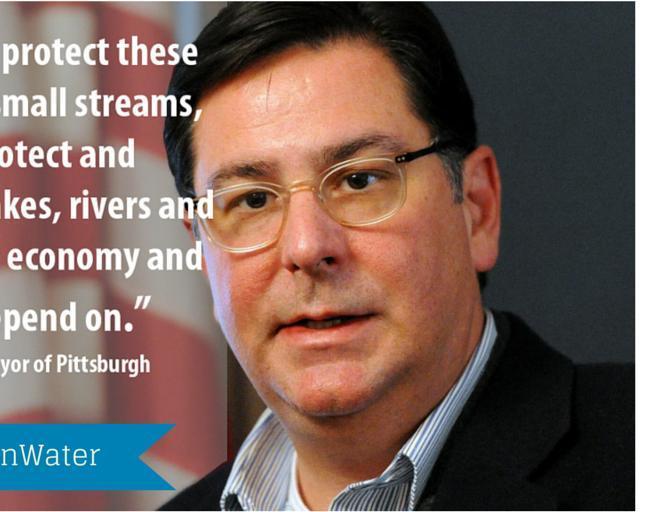 protect these
small streams,
otect and
kes, rivers and
economy and
pend on.”
yor of Pittsburgh
nWater